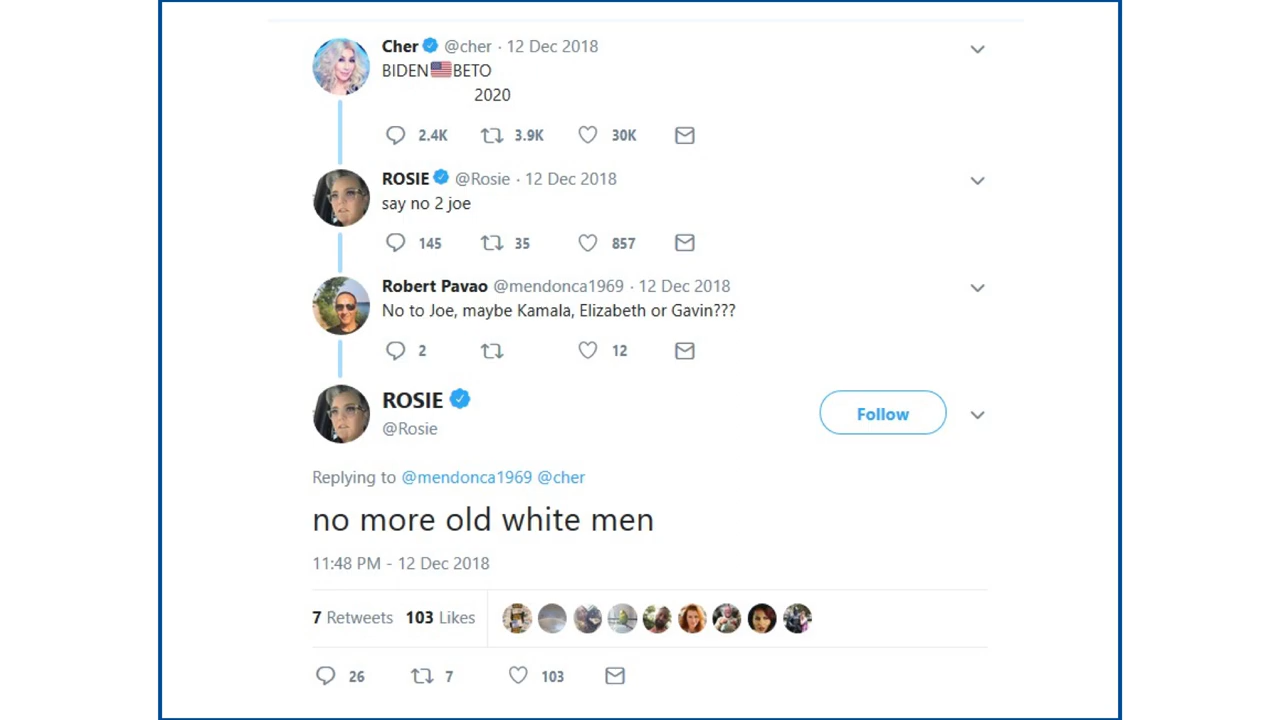 Cher @cher · 12 Dec 2018
BIDEN🇺🇸BETO
2020
2.4K 3.9K 30K
ROSIE @Rosie · 12 Dec 2018
say no 2 joe
145 35 857
Robert Pavao @mendonca1969 · 12 Dec 2018
No to Joe, maybe Kamala, Elizabeth or Gavin???
2 12
ROSIE
@Rosie
Follow
Replying to @mendonca1969 @cher
no more old white men
11:48 PM - 12 Dec 2018
7 Retweets 103 Likes
26 7 103